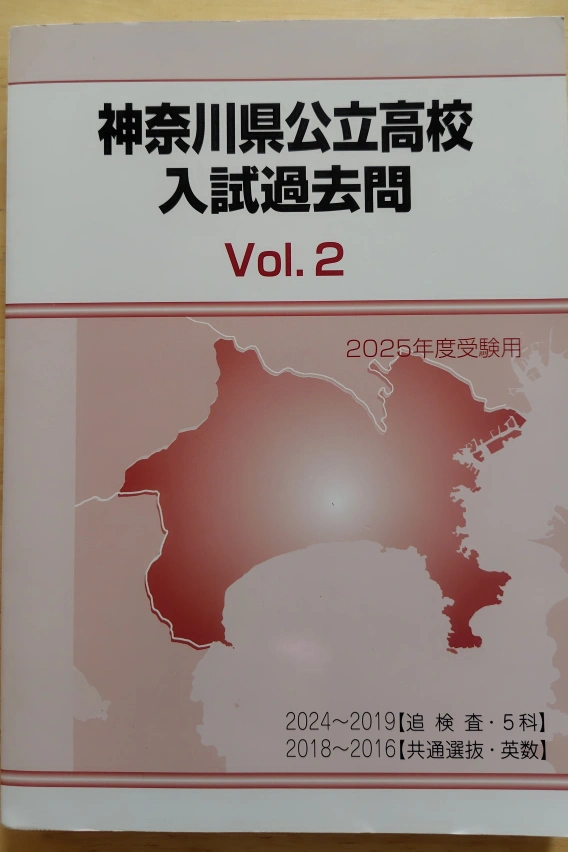 神奈川県公立高校
入試過去問
Vol.2
2025年度受験用
2024～2019【追検査・5科】
2018～2016【共通選抜・英数】